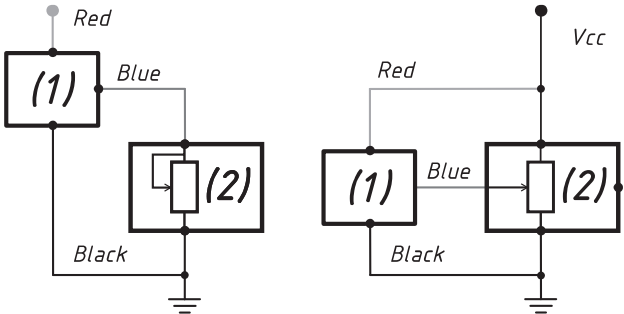 Red
(1)
Blue
(2)
Black
Vcc
Red
(1)
Blue
(2)
Black